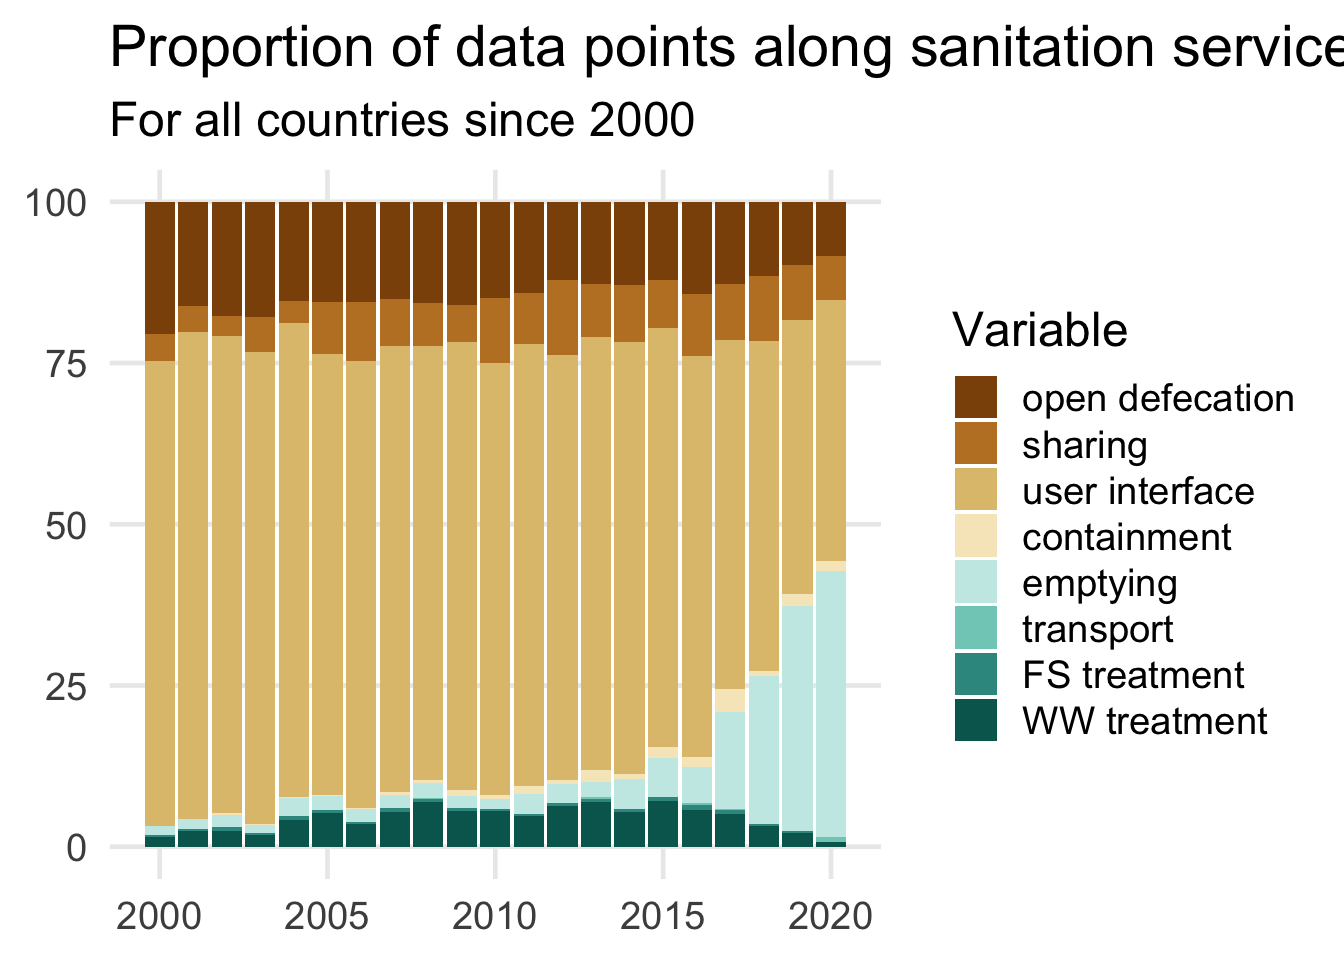 Proportion of data points along sanitation service
For all countries since 2000
100
75
50
25
0
2000 2005 2010 2015 2020
Variable
open defecation
sharing
user interface
containment
emptying
transport
FS treatment
WW treatment